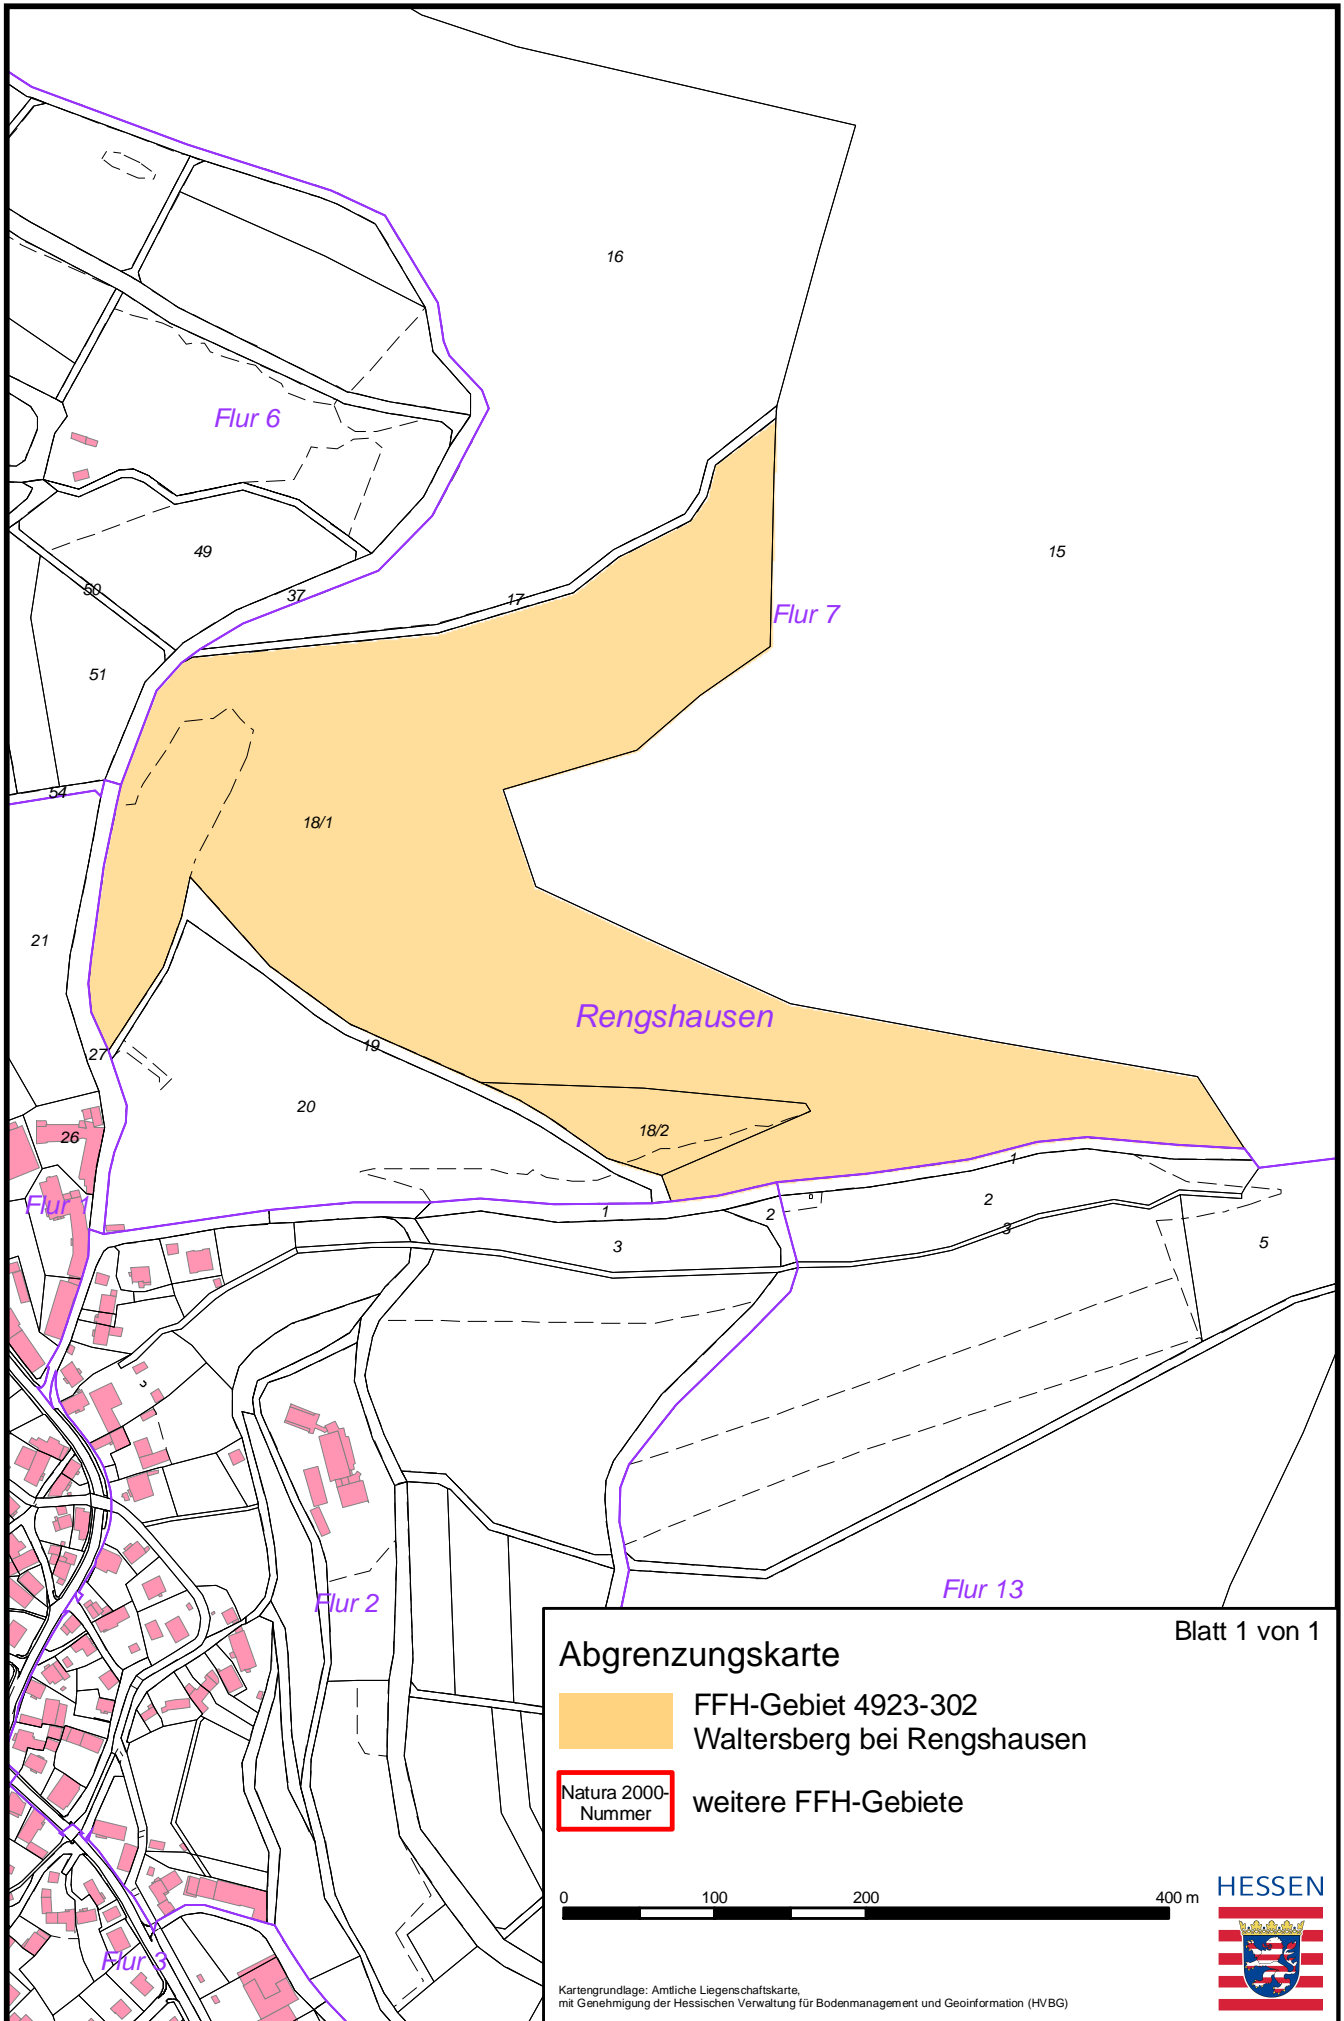 16
Flur 6
15
49
50
37
17
Flur 7
51
54
18/1
21
Rengshausen
27
19
20
18/2
26
1
Flur 1
2
1
2
3
3
5
Flur 13
Flur 2
Blatt 1 von 1
Abgrenzungskarte
FFH-Gebiet 4923-302
Waltersberg bei Rengshausen
Natura 2000-
Nummer
weitere FFH-Gebiete
0 100 200 400 m
HESSEN
Flur 3
Kartengrundlage: Amtliche Liegenschaftskarte,
mit Genehmigung der Hessischen Verwaltung für Bodenmanagement und Geoinformation (HVBG)